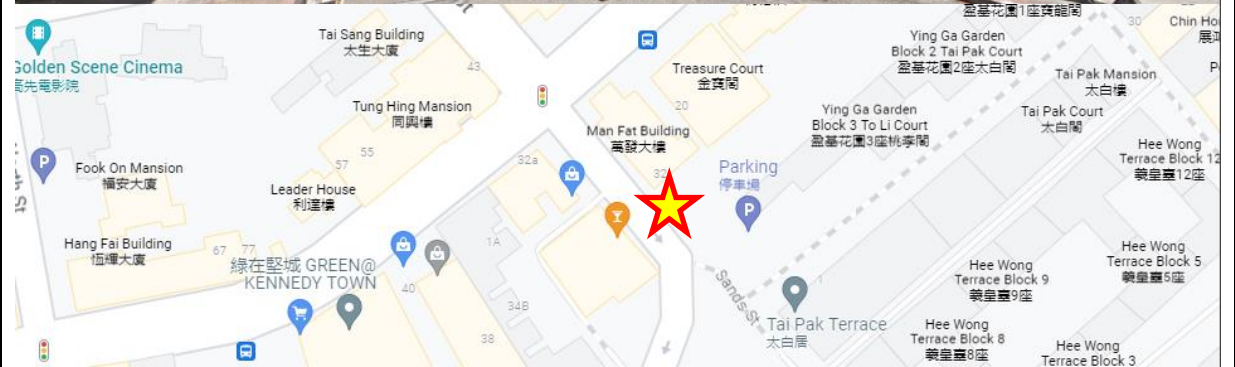 盈基花園1座寶龍閣
30
Chin Ho
Tai Sang Building
太生大廈
Ying Ga Garden
Block 2 Tai Pak Court
盈基花園2座太白閣
Golden Scene Cinema
高先電影院
43
Treasure Court
金寶閣
Tai Pak Mansion
太白樓
Tung Hing Mansion
同興樓
20
Ying Ga Garden
Block 3 To Li Court
盈基花園3座桃李閣
Tai Pak Court
太白閣
Man Fat Building
萬發大樓
Hee Wong
Terrace Block 12
羲皇臺12座
P
Fook On Mansion
福安大廈
57
55
32a
32
Parking
停車場
P
St
Leader House
利達樓
Hang Fai Building
恆輝大廈
67
77
1A
綠在堅城 GREEN@
KENNEDY TOWN
40
34B
38
Sands St
1
Tai Pak Terrace
太白居
Hee Wong
Terrace Block 9
羲皇臺9座
Hee Wong
Terrace Block 5
羲皇臺5座
Hee Wong
Terrace Block 8
羲皇臺8座
Hee Wong
Terrace Block 3